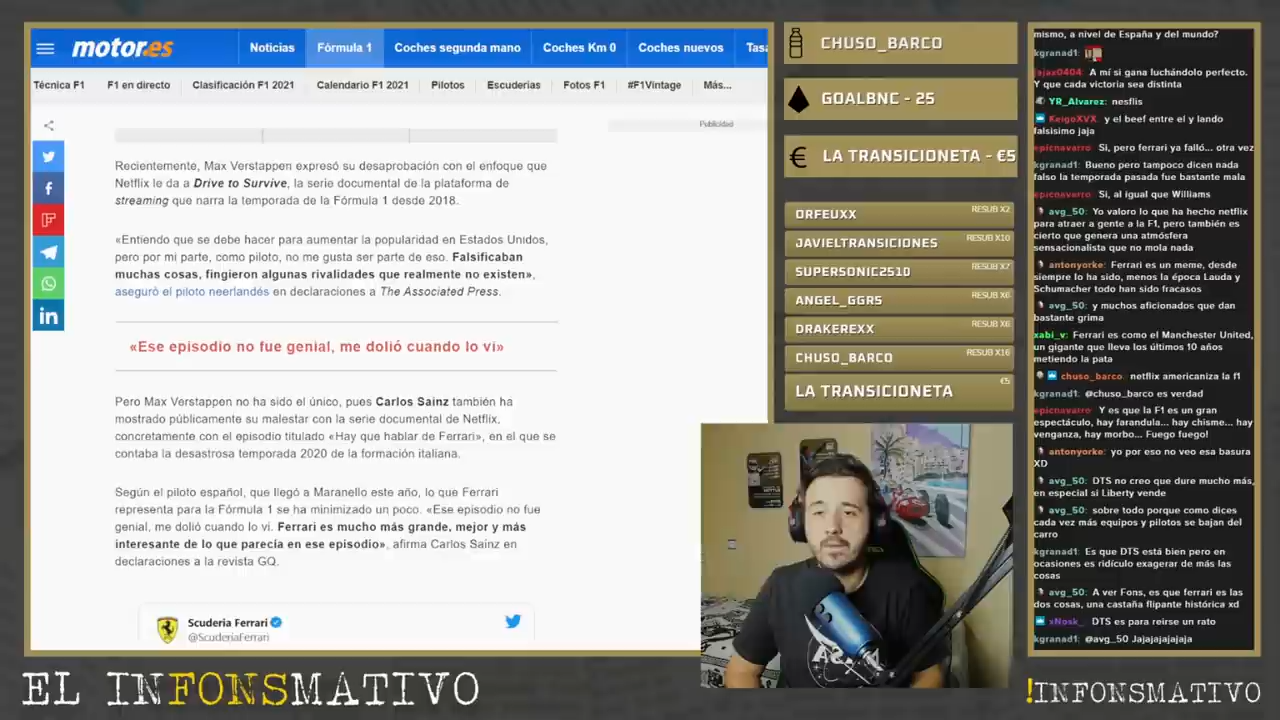 motor.es
Noticias
Fórmula 1
Coches segunda mano
Coches Km 0
Coches nuevos
Tasa
Técnica F1
F1 en directo
Clasificación F1 2021
Calendario F1 2021
Pilotos
Escuderias
Fotos F1
#F1Vintage
Más...
Publicidad
Recientemente, Max Verstappen expresó su desaprobación con el enfoque que
Netflix le da a Drive to Survive, la serie documental de la plataforma de
streaming que narra la temporada de la Fórmula 1 desde 2018.
«Entiendo que se debe hacer para aumentar la popularidad en Estados Unidos,
pero por mi parte, como piloto, no me gusta ser parte de eso. Falsificaban
muchas cosas, fingieron algunas rivalidades que realmente no existen»,
aseguró el piloto neerlandés en declaraciones a The Associated Press.
«Ese episodio no fue genial, me dolió cuando lo vi»
Pero Max Verstappen no ha sido el único, pues Carlos Sainz también ha
mostrado públicamente su malestar con la serie documental de Netflix,
concretamente con el episodio titulado «Hay que hablar de Ferrari», en el que se
contaba la desastrosa temporada 2020 de la formación italiana.
Según el piloto español, que llegó a Maranello este año, lo que Ferrari
representa para la Fórmula 1 se ha minimizado un poco. «Ese episodio no fue
genial, me dolió cuando lo vi. Ferrari es mucho más grande, mejor y más
interesante de lo que parecía en ese episodio», afirma Carlos Sainz en
declaraciones a la revista GQ.
Scuderia Ferrari
@ScuderiaFerrari
CHUSO_BARCO
GOALBNC - 25
€
LA TRANSICIONETA - €5
ORFEUXX RESUB X2
JAVIELTRANSICIONES RESUB X10
SUPERSONIC2510 RESUB X7
ANGEL_GGR5 RESUB X6
DRAKEREXX RESUB X6
CHUSO_BARCO RESUB X16
LA TRANSICIONETA €5
mismo, a nivel de España y del mundo?
kgranad1:
jajax0404: A mí si gana luchándolo perfecto.
Y que cada victoria sea distinta
YR_Alvarez: nesflis
KeigoXVX: y el beef entre el y lando
falsisimo jaja
epicnavarro: Si, pero ferrari ya falló... otra vez
kgranad1: Bueno pero tampoco dicen nada
falso la temporada pasada fue bastante mala
epicnavarro: Si, al igual que Williams
avg_50: Yo valoro lo que ha hecho netflix
para atraer a gente a la F1, pero también es
cierto que genera una atmósfera
sensacionalista que no mola nada
antonyorke: Ferrari es un meme, desde
siempre lo ha sido, menos la época Lauda y
Schumacher todo han sido fracasos
avg_50: y muchos aficionados que dan
bastante grima
xabi_v: Ferrari es como el Manchester United,
un gigante que lleva los últimos 10 años
metiendo la pata
chuso_barco: netflix americaniza la f1
kgranad1: @chuso_barco es verdad
epicnavarro: Y es que la F1 es un gran
espectáculo, hay farandula... hay chisme... hay
venganza, hay morbo... Fuego fuego!
antonyorke: yo por eso no veo esa basura
XD
avg_50: DTS no creo que dure mucho más,
en especial si Liberty vende
avg_50: sobre todo porque como dices
cada vez más equipos y pilotos se bajan del
carro
kgranad1: Es que DTS está bien pero en
ocasiones es ridículo exagerar de más las
cosas
avg_50: A ver Fons, es que ferrari es las
dos cosas, una castaña flipante histórica xd
xNosk_: DTS es para reirse un rato
kgranad1: @avg_50 Jajajajajajaja
NASA
EL INFONSMATIVO
!INFONSMATIVO